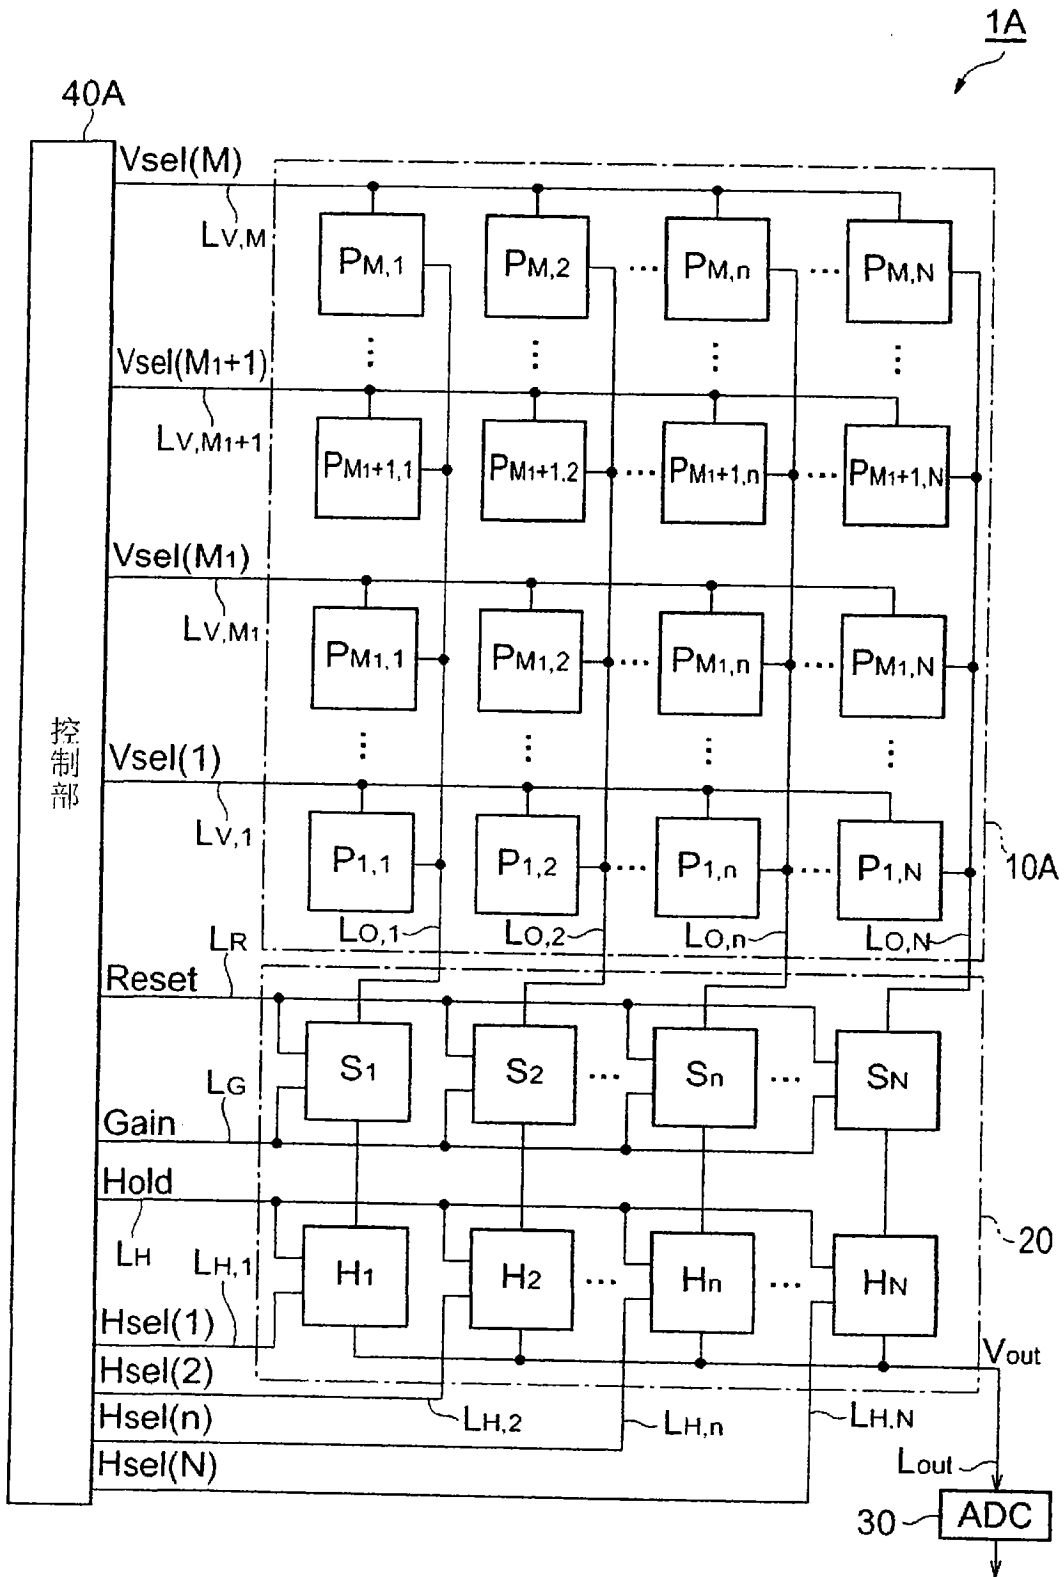 1A
40A
Vsel(M)
LV,M
PM,1 PM,2 ... PM,n ... PM,N
Vsel(M1+1)
LV,M1+1
PM1+1,1 PM1+1,2 ... PM1+1,n ... PM1+1,N
Vsel(M1)
LV,M1
PM1,1 PM1,2 ... PM1,n ... PM1,N
控制部
Vsel(1)
LV,1
P1,1 P1,2 ... P1,n ... P1,N
10A
LO,1 LO,2 LO,n LO,N
LR
Reset
S1 S2 ... Sn ... SN
LG
Gain
Hold
LH
LH,1
H1 H2 ... Hn ... HN
20
Hsel(1)
Vout
Hsel(2)
LH,2 LH,n LH,N
Hsel(n)
Hsel(N)
Lout
30
ADC